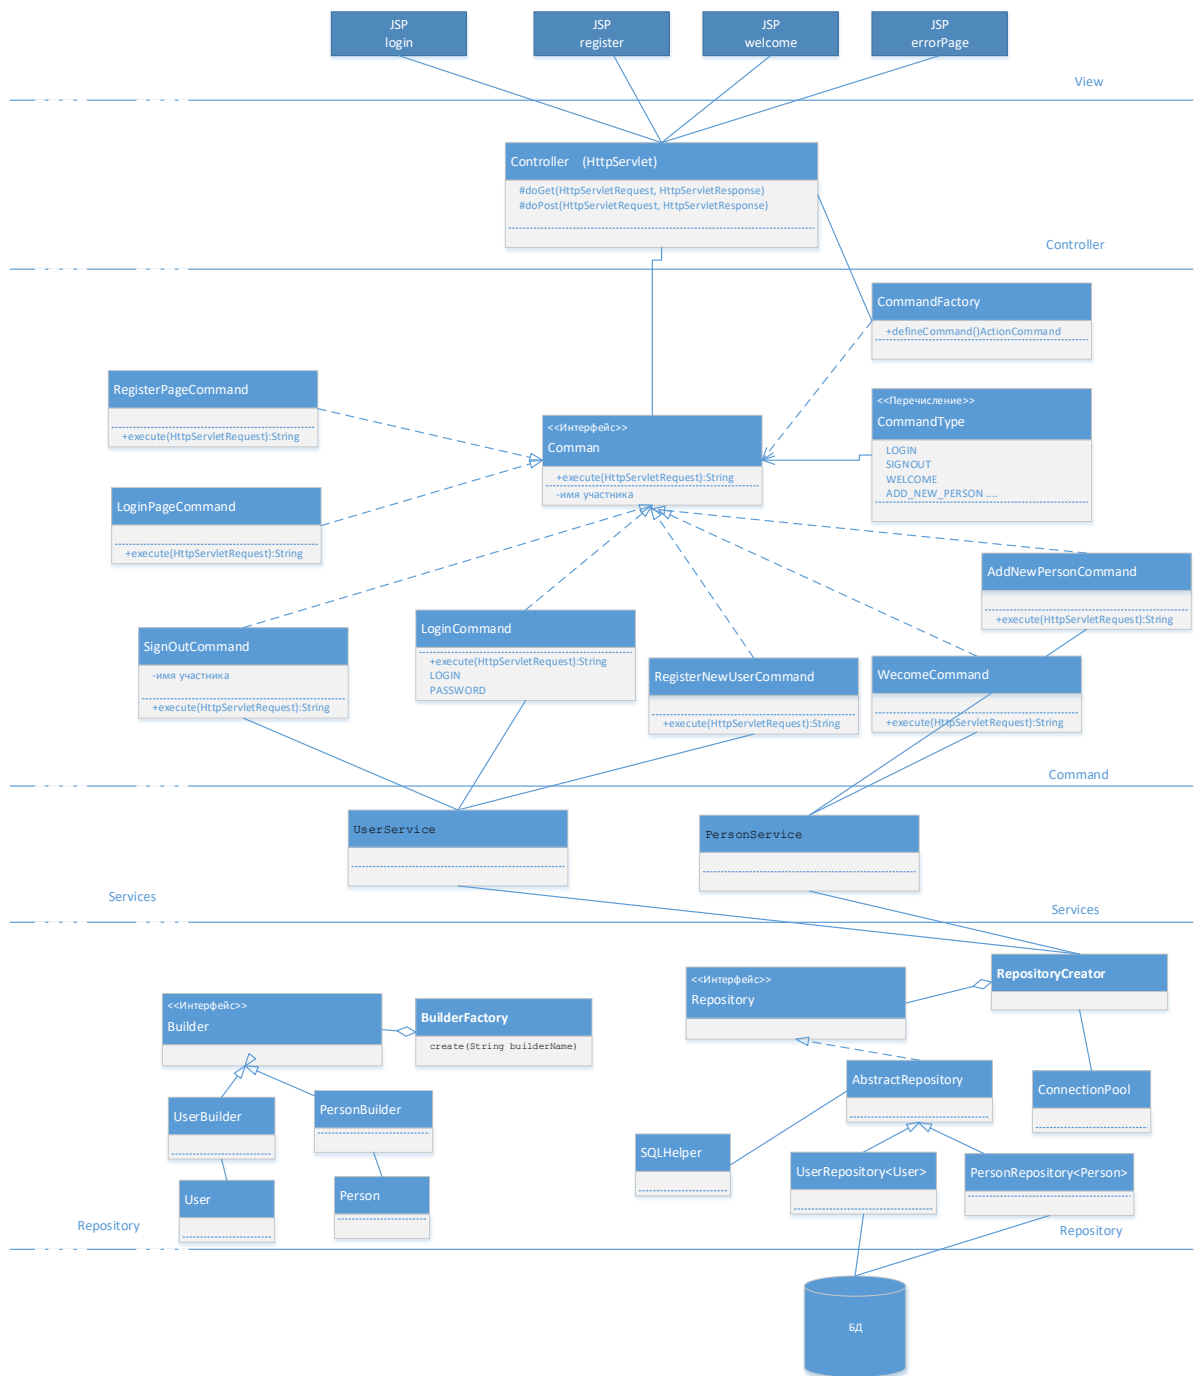 JSP
login
JSP
register
JSP
welcome
JSP
errorPage
View
Controller (HttpServlet)
#doGet(HttpServletRequest, HttpServletResponse)
#doPost(HttpServletRequest, HttpServletResponse)
Controller
CommandFactory
+defineCommand()ActionCommand
RegisterPageCommand
+execute(HttpServletRequest):String
<<Перечисление>>
CommandType
LOGIN
SIGNOUT
WELCOME
ADD_NEW_PERSON ....
<<Интерфейс>>
Comman
+execute(HttpServletRequest):String
-имя участника
LoginPageCommand
+execute(HttpServletRequest):String
AddNewPersonCommand
+execute(HttpServletRequest):String
SignOutCommand
-имя участника
+execute(HttpServletRequest):String
LoginCommand
+execute(HttpServletRequest):String
LOGIN
PASSWORD
RegisterNewUserCommand
+execute(HttpServletRequest):String
WecomeCommand
+execute(HttpServletRequest):String
Command
UserService
PersonService
Services
Services
<<Интерфейс>>
Builder
BuilderFactory
create(String builderName)
<<Интерфейс>>
Repository
RepositoryCreator
UserBuilder
PersonBuilder
AbstractRepository
ConnectionPool
SQLHelper
UserRepository<User>
PersonRepository<Person>
User
Person
Repository
Repository
БД